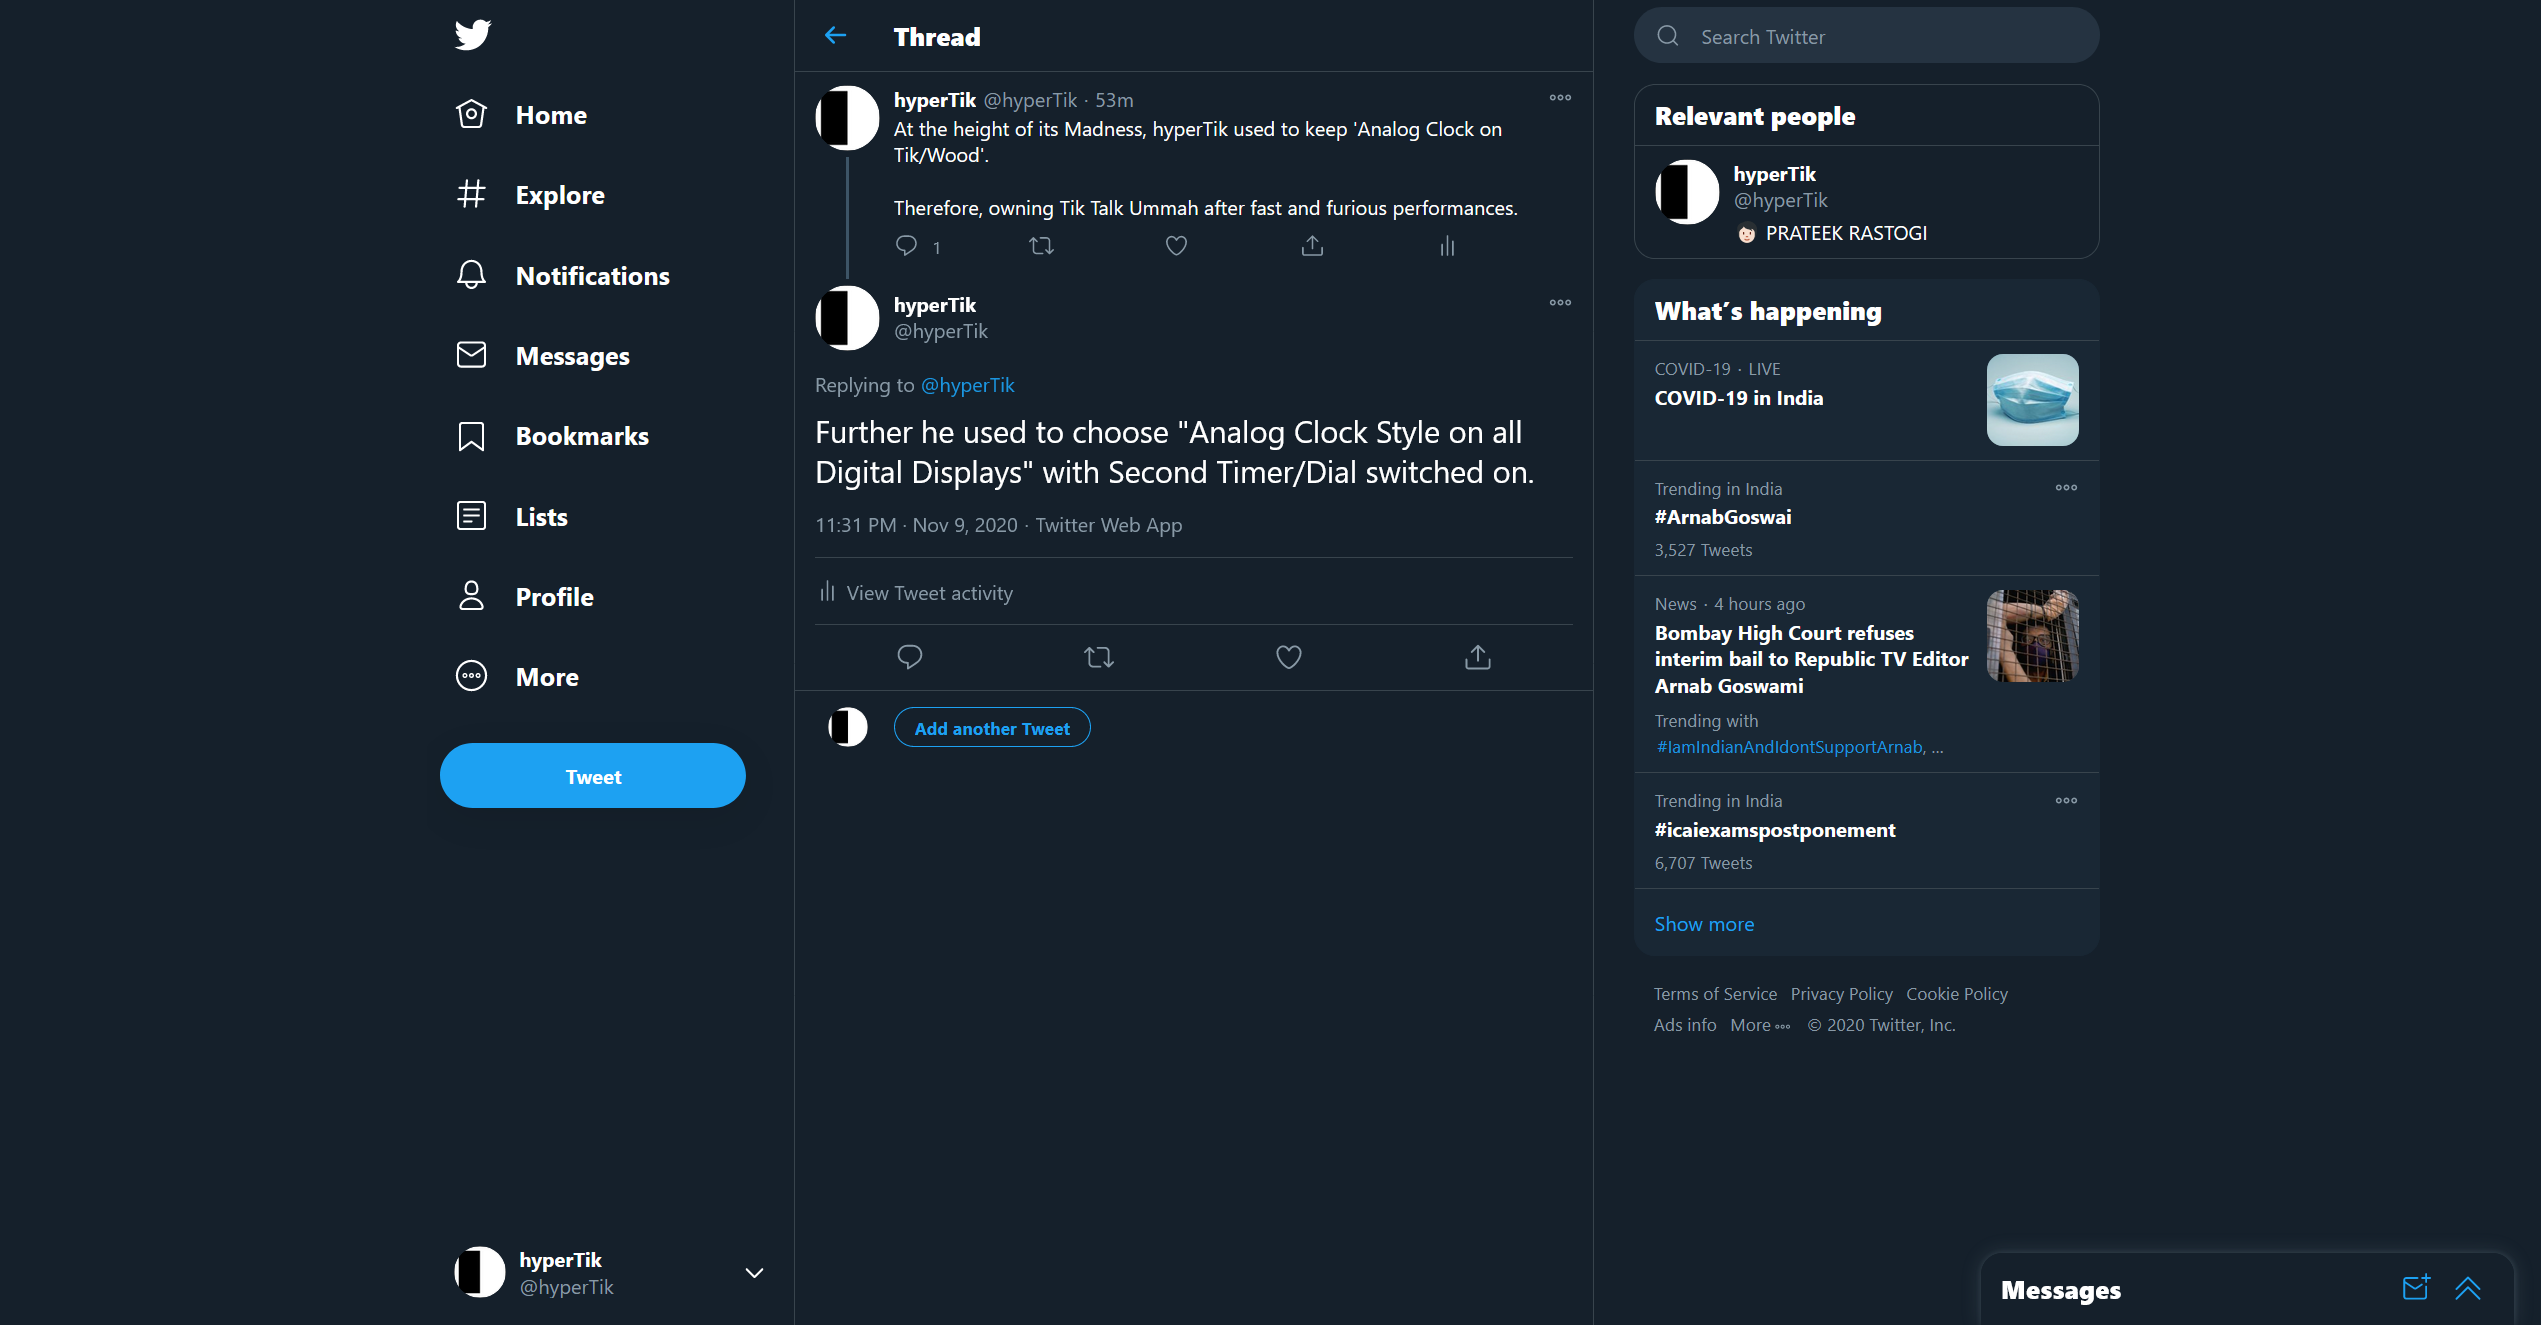 Home
Explore
Notifications
Messages
Bookmarks
Lists
Profile
More
Tweet
hyperTik
@hyperTik
Thread
hyperTik @hyperTik · 53m
At the height of its Madness, hyperTik used to keep 'Analog Clock on
Tik/Wood'.
Therefore, owning Tik Talk Ummah after fast and furious performances.
1
hyperTik
@hyperTik
Replying to @hyperTik
Further he used to choose "Analog Clock Style on all
Digital Displays" with Second Timer/Dial switched on.
11:31 PM · Nov 9, 2020 · Twitter Web App
View Tweet activity
Add another Tweet
Search Twitter
Relevant people
hyperTik
@hyperTik
PRATEEK RASTOGI
What's happening
COVID-19 · LIVE
COVID-19 in India
Trending in India
#ArnabGoswai
3,527 Tweets
News · 4 hours ago
Bombay High Court refuses
interim bail to Republic TV Editor
Arnab Goswami
Trending with
#IamIndianAndIdontSupportArnab, ...
Trending in India
#icaiexamspostponement
6,707 Tweets
Show more
Terms of Service Privacy Policy Cookie Policy
Ads info More © 2020 Twitter, Inc.
Messages